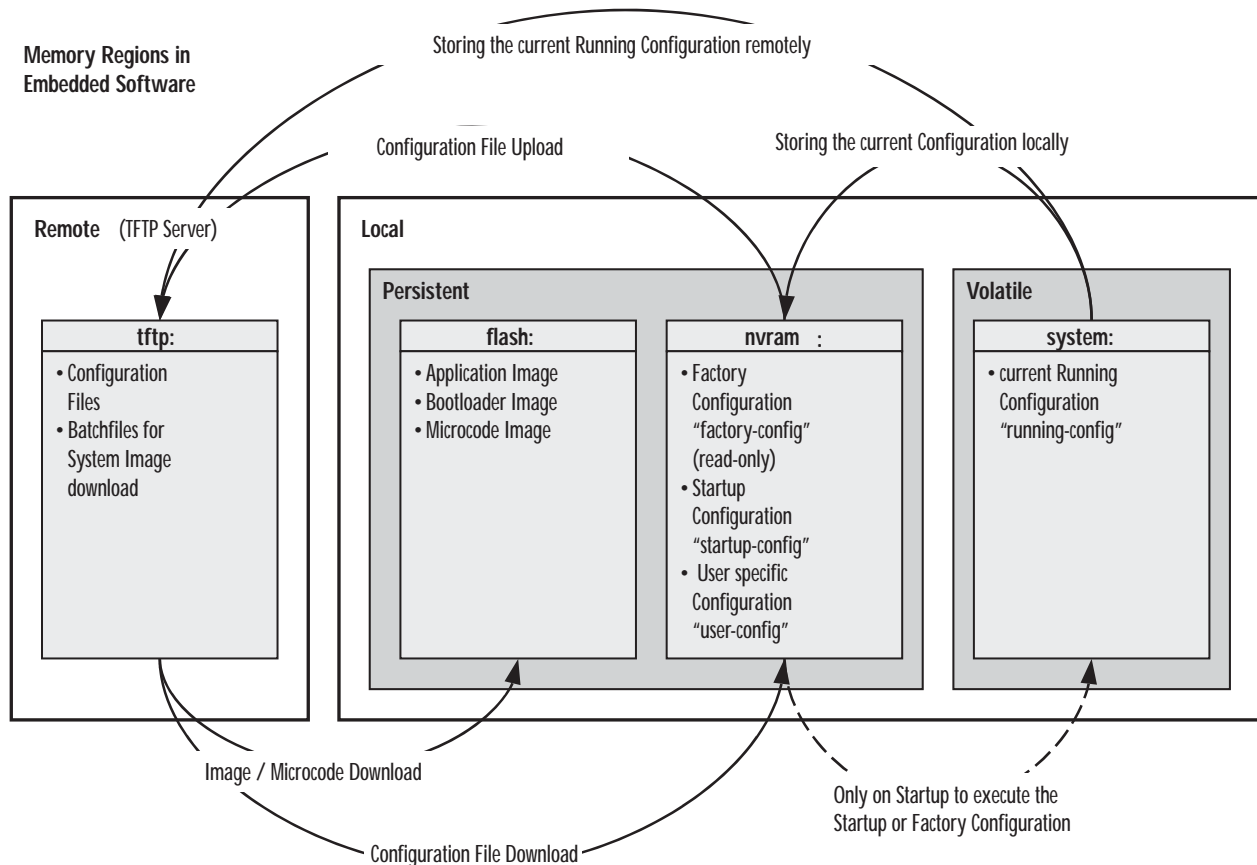 Memory Regions in
Embedded Software
Storing the current Running Configuration remotely
Configuration File Upload
Storing the current Configuration locally
Remote (TFTP Server)
Local
Persistent
Volatile
tftp:
• Configuration
Files
• Batchfiles for
System Image
download
flash:
• Application Image
• Bootloader Image
• Microcode Image
nvram :
• Factory
Configuration
“factory-config”
(read-only)
• Startup
Configuration
“startup-config”
• User specific
Configuration
“user-config”
system:
• current Running
Configuration
“running-config”
Image / Microcode Download
Configuration File Download
Only on Startup to execute the
Startup or Factory Configuration